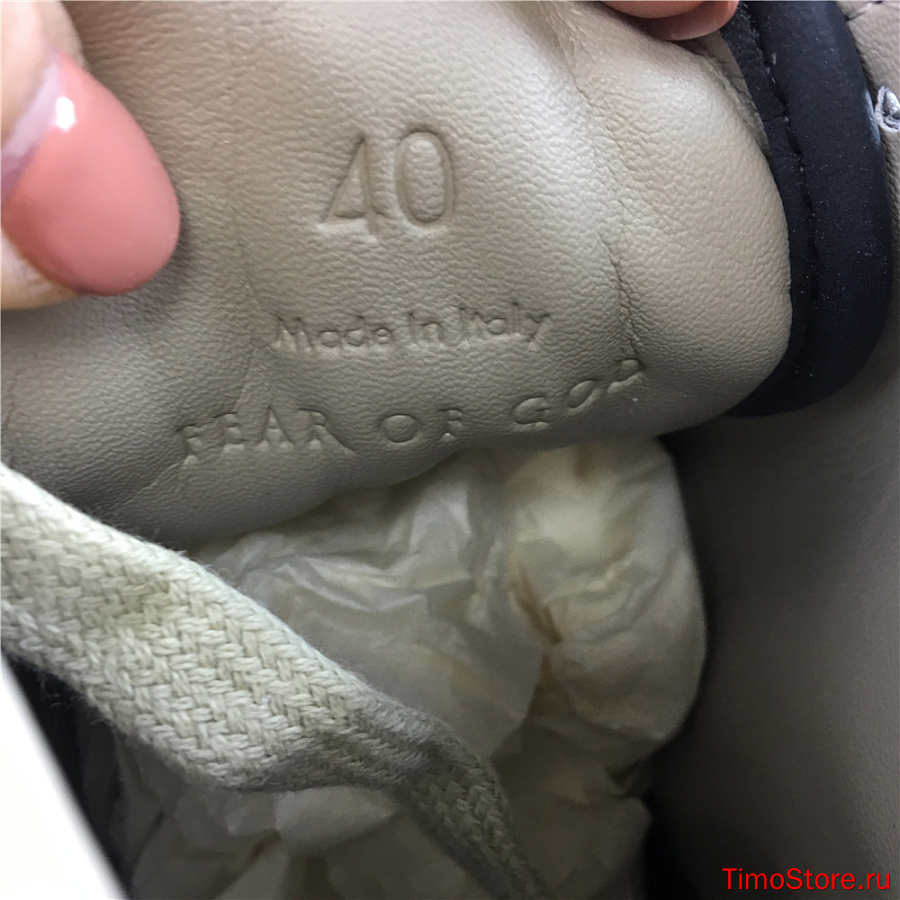 40
Made in Italy
FEAR OF GOD
TimoStore.ru